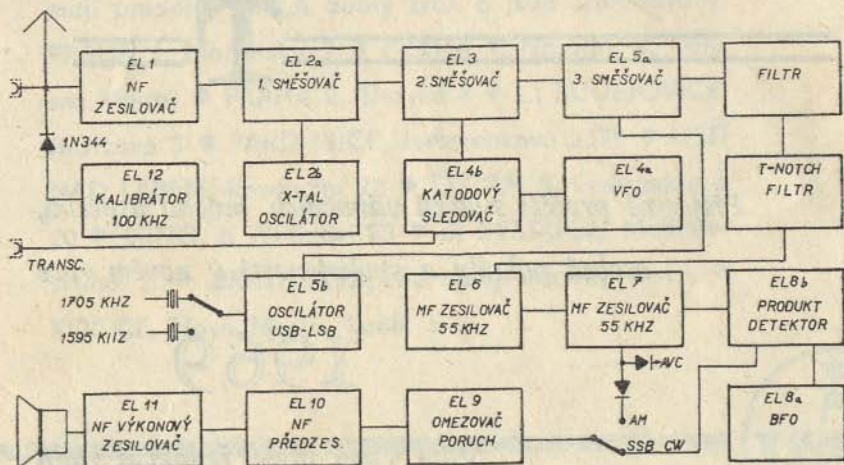 EL 1
NF
ZESILOVAČ
EL 2a
1. SMĚŠOVAČ
EL 3
2. SMĚŠOVAČ
EL 5a
3. SMĚŠOVAČ
FILTR
1N344
EL 12
KALIBRÁTOR
100 KHZ
EL 2b
X-TAL
OSCILÁTOR
EL 4b
KATODOVÝ
SLEDOVAČ
EL 4a
VFO
T-NOTCH
FILTR
TRANSC.
1705 KHZ
1595 KHZ
EL 5b
OSCILÁTOR
USB-LSB
EL 6
MF ZESILOVAČ
55 KHZ
EL 7
MF ZESILOVAČ
55 KHZ
EL 8b
PRODUKT
DETEKTOR
AVC
AM
SSB CW
EL 11
NF VÝKONOVÝ
ZESILOVAČ
EL 10
NF
PŘEDZES.
EL 9
OMEZOVAČ
PORUCH
EL 8a
BFO